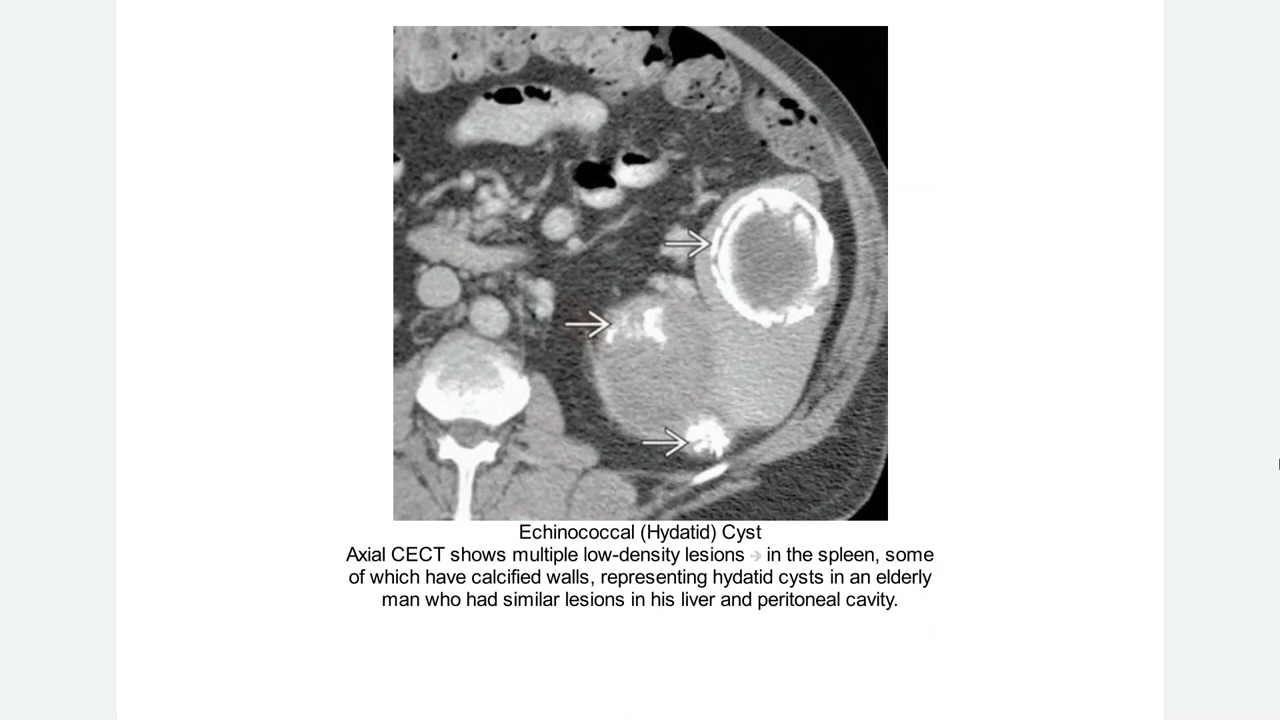 Echinococcal (Hydatid) Cyst
Axial CECT shows multiple low-density lesions ➔ in the spleen, some
of which have calcified walls, representing hydatid cysts in an elderly
man who had similar lesions in his liver and peritoneal cavity.